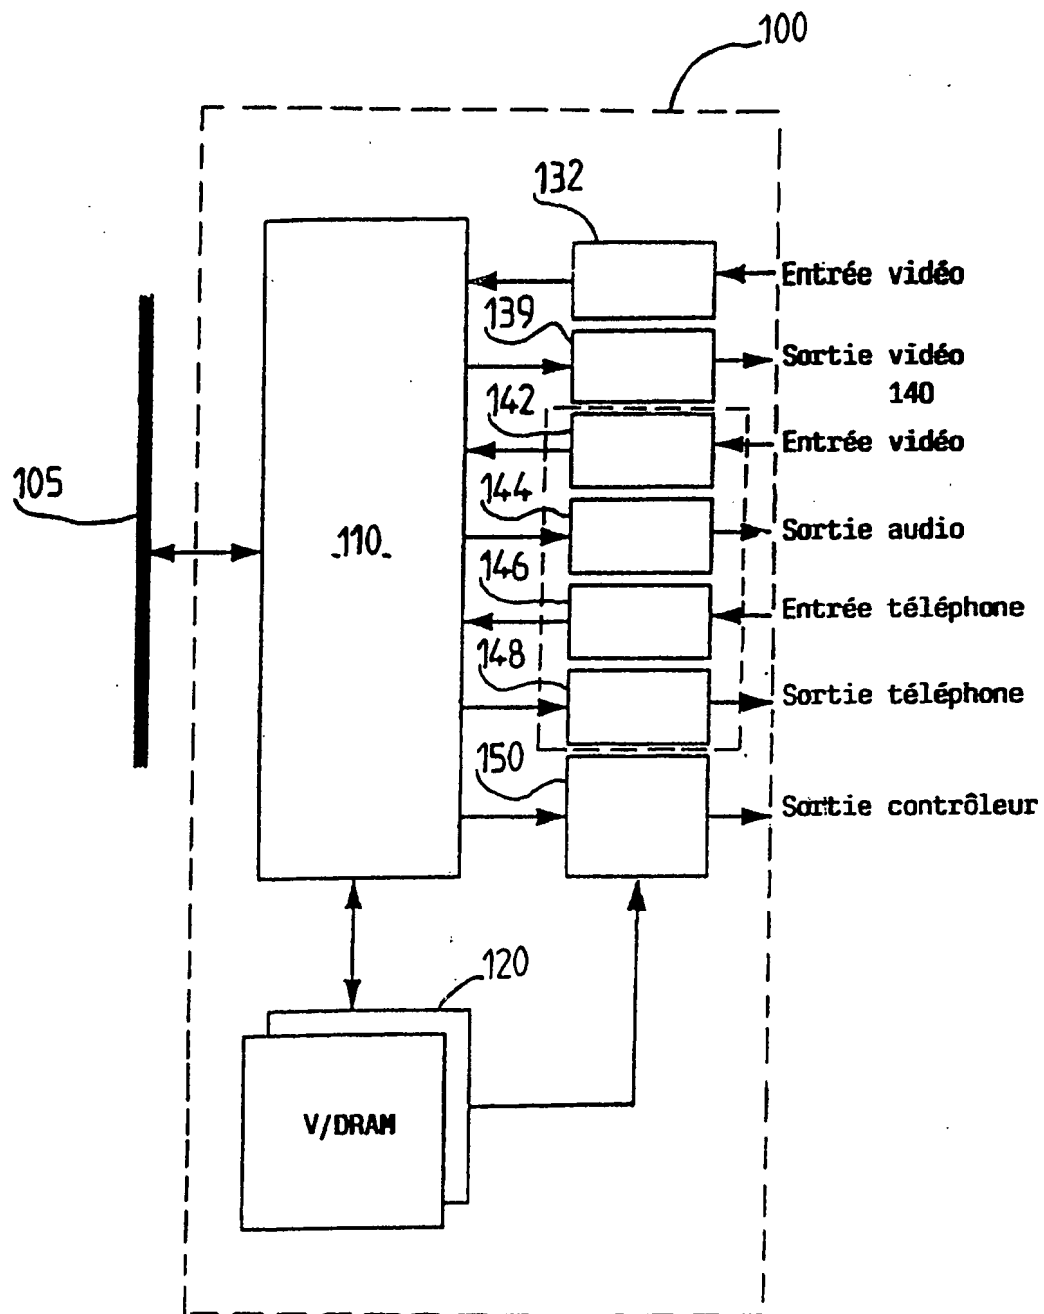 100
132
Entrée vidéo
139
Sortie vidéo
140
142
Entrée vidéo
105
144
Sortie audio
110
146
Entrée téléphone
148
Sortie téléphone
150
Sortie contrôleur
120
V/DRAM